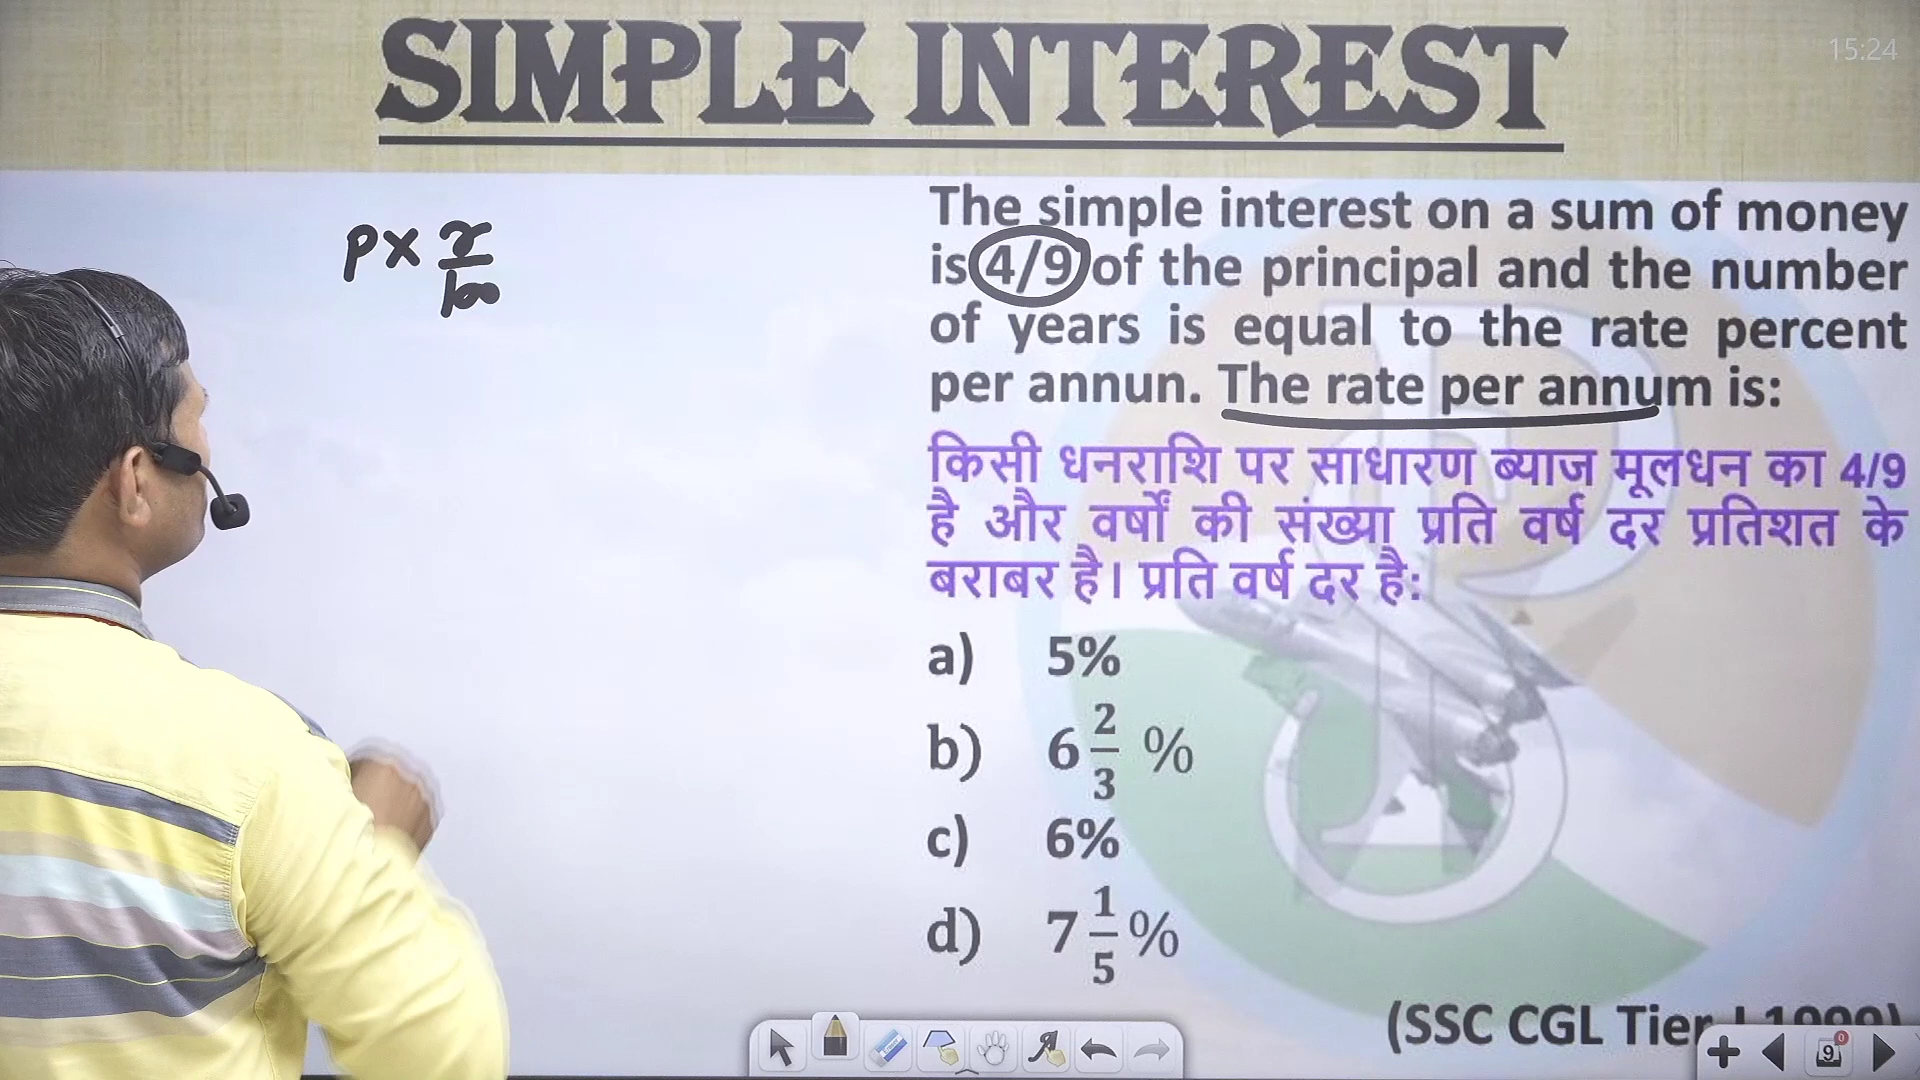 SIMPLE INTEREST
15:24
P × r/100
The simple interest on a sum of money
is 4/9 of the principal and the number
of years is equal to the rate percent
per annun. The rate per annum is:
किसी धनराशि पर साधारण ब्याज मूलधन का 4/9
है और वर्षों की संख्या प्रति वर्ष दर प्रतिशत के
बराबर है। प्रति वर्ष दर है:
a) 5%
b) 6 2/3 %
c) 6%
d) 7 1/5 %
(SSC CGL Tier
9
0